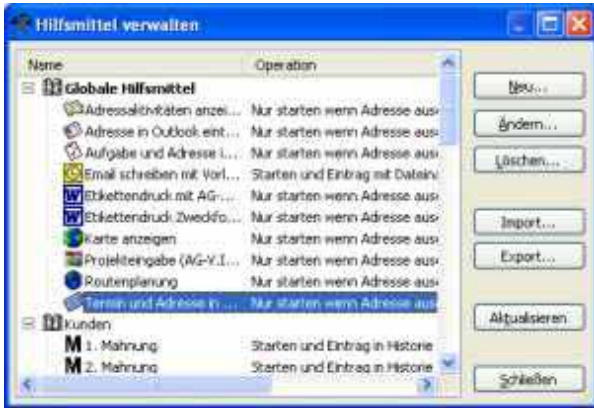 Hilfsmittel verwalten
Name Operation
Globale Hilfsmittel
Adressaktivitäten anzei... Nur starten wenn Adresse aus
Adresse in Outlook eint... Nur starten wenn Adresse aus
Aufgabe und Adresse i... Nur starten wenn Adresse aus
Email schreiben mit Vorl... Starten und Eintrag mit Datein
Etikettendruck mit AG-... Nur starten wenn Adresse aus
Etikettendruck Zweckfo... Nur starten wenn Adresse aus
Karte anzeigen Nur starten wenn Adresse aus
Projekteingabe (AG-V.I... Nur starten wenn Adresse aus
Routenplanung Nur starten wenn Adresse aus
Termin und Adresse in ... Nur starten wenn Adresse aus
Kunden
M 1. Mahnung Starten und Eintrag in Historie
M 2. Mahnung Starten und Eintrag in Historie
Neu...
Ändern...
Löschen...
Import...
Export...
Aktualisieren
Schließen